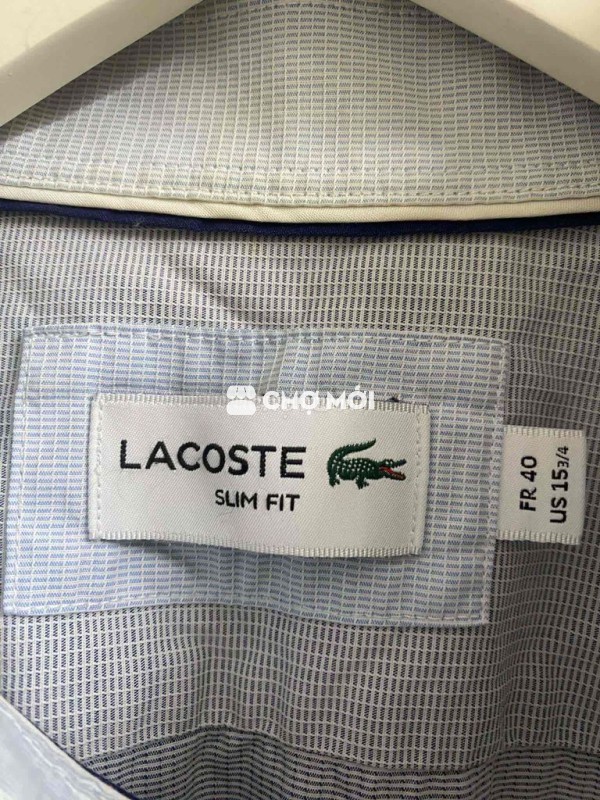 CHỢ MỚI
LACOSTE
SLIM FIT
FR 40
US 15 3/4